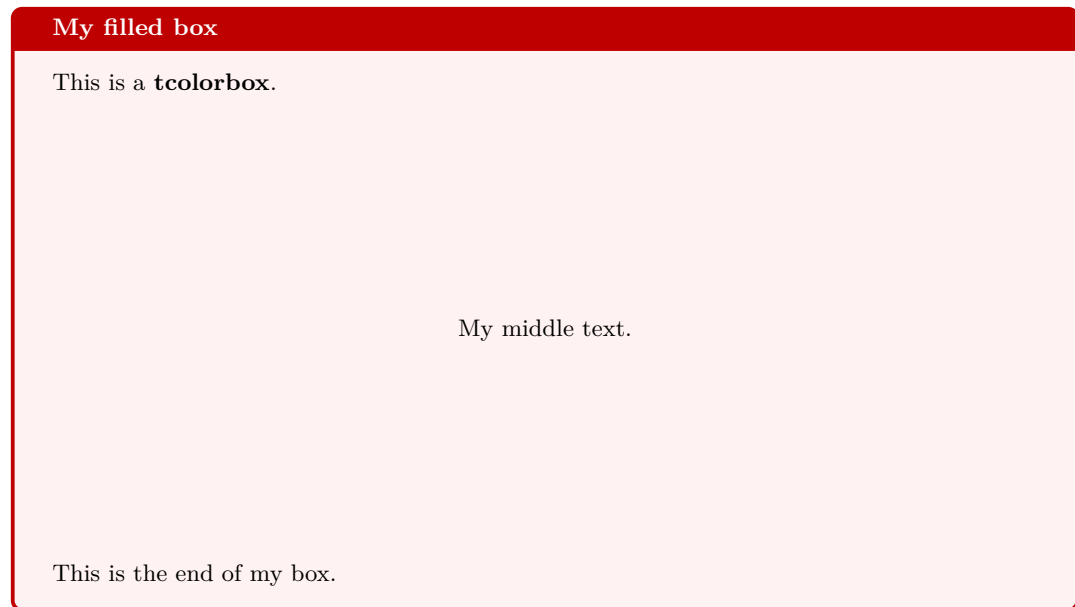 My filled box
This is a tcolorbox.
My middle text.
This is the end of my box.